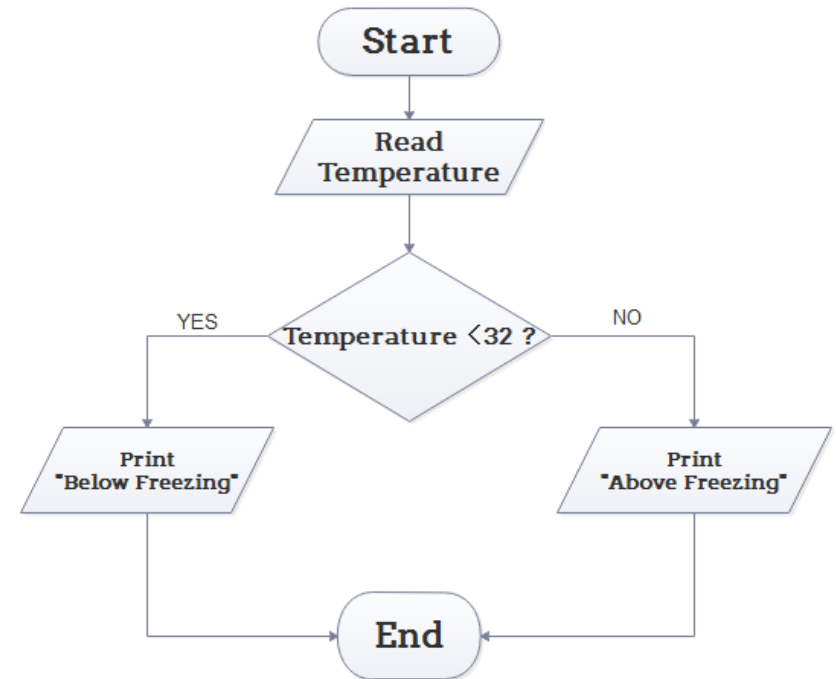 Start
Read
Temperature
Temperature <32 ?
YES
NO
Print
"Below Freezing"
Print
"Above Freezing"
End